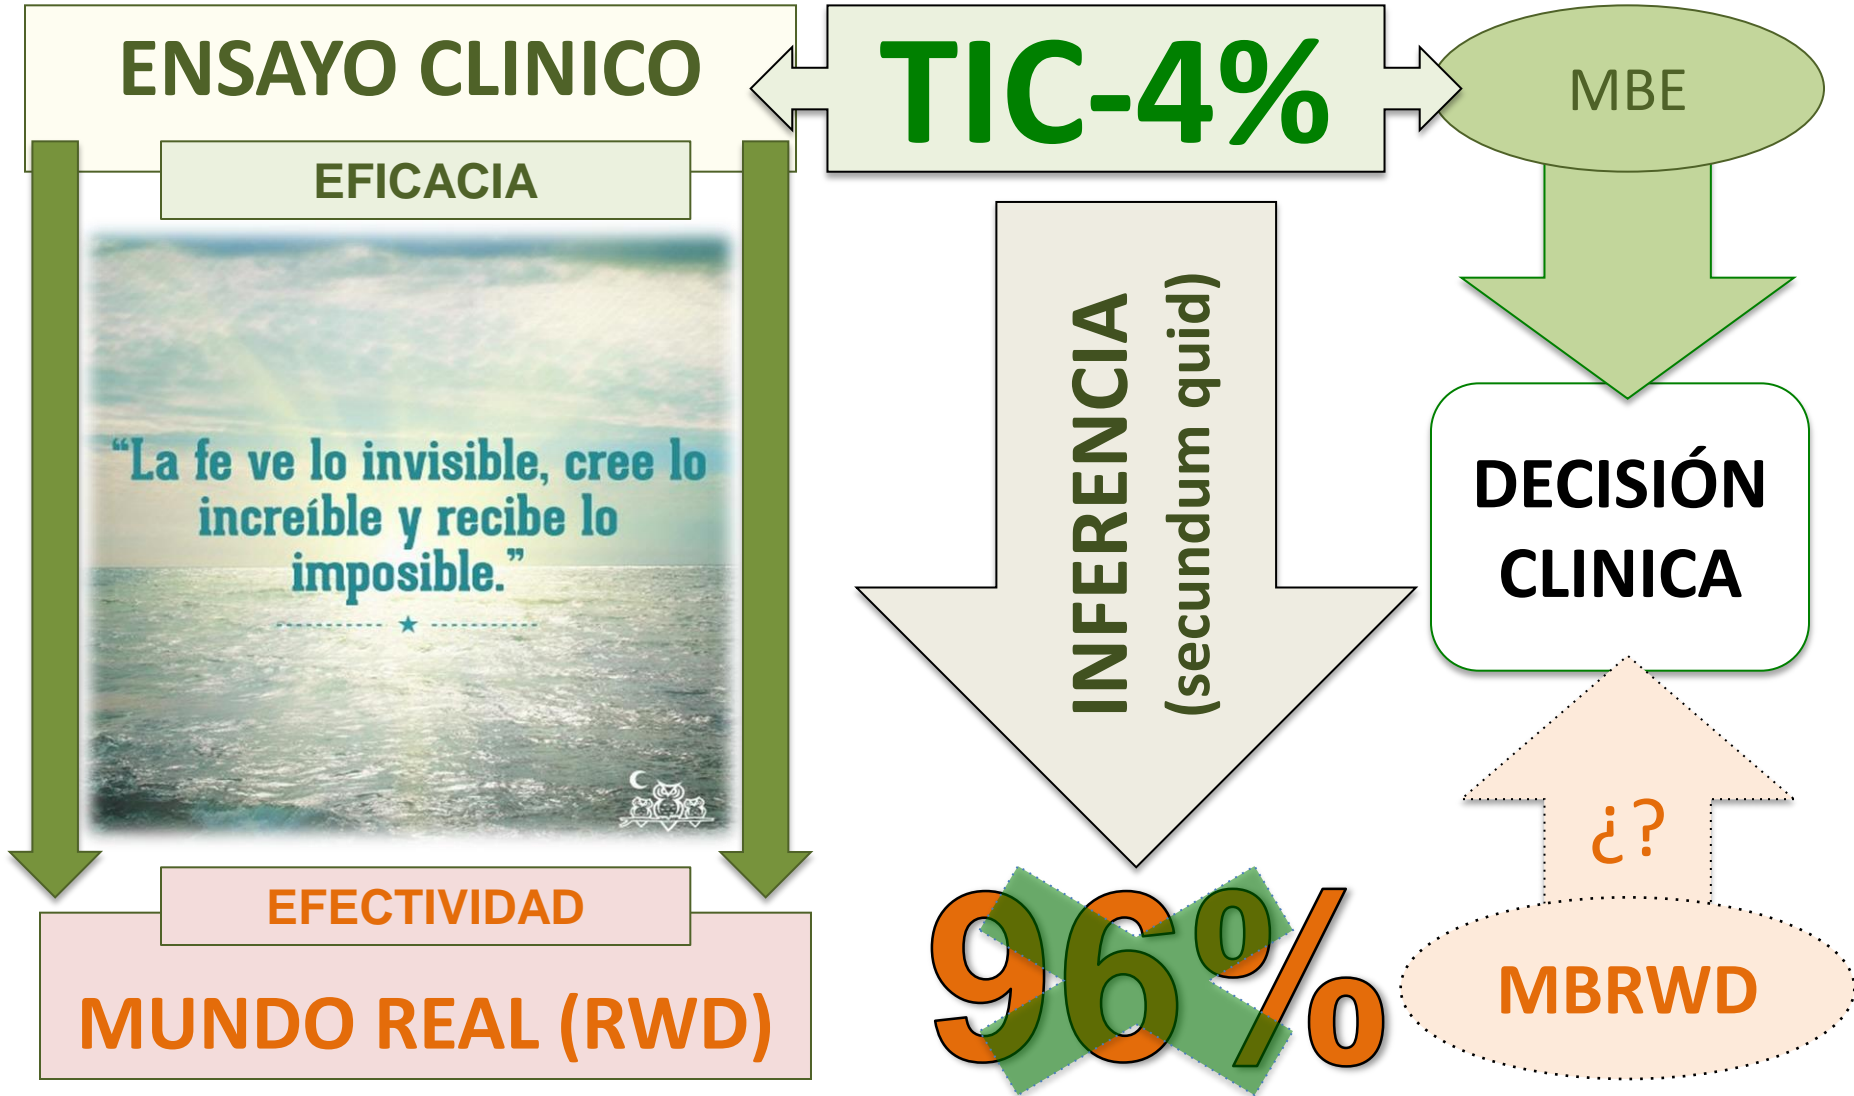 ENSAYO CLINICO
EFICACIA
“La fe ve lo invisible, cree lo
increíble y recibe lo
imposible.”
EFECTIVIDAD
MUNDO REAL (RWD)
TIC-4%
INFERENCIA
(secundum quid)
96%
MBE
DECISIÓN
CLINICA
¿?
MBRWD